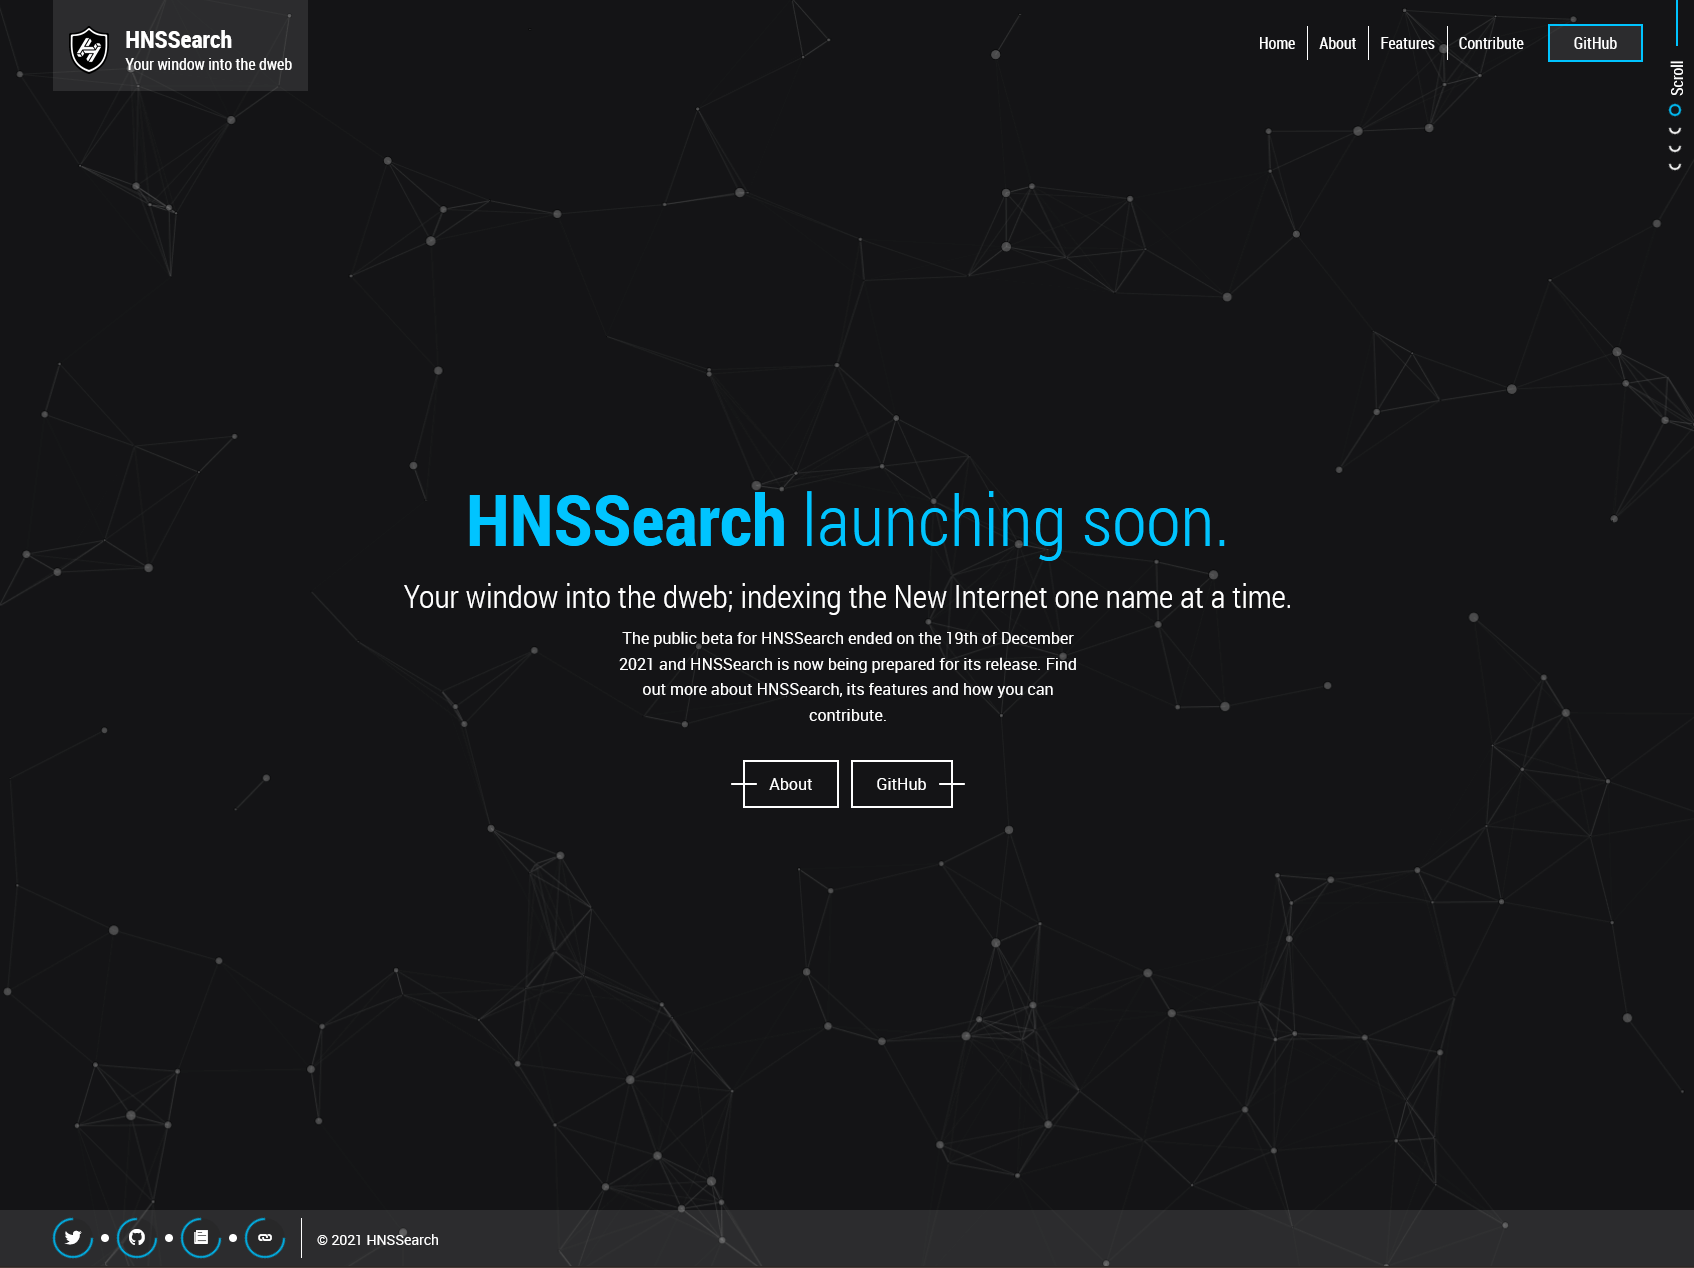 HNSSearch
Your window into the dweb
Home
About
Features
Contribute
GitHub
Scroll
HNSSearch launching soon.
Your window into the dweb; indexing the New Internet one name at a time.
The public beta for HNSSearch ended on the 19th of December
2021 and HNSSearch is now being prepared for its release. Find
out more about HNSSearch, its features and how you can
contribute.
About
GitHub
© 2021 HNSSearch